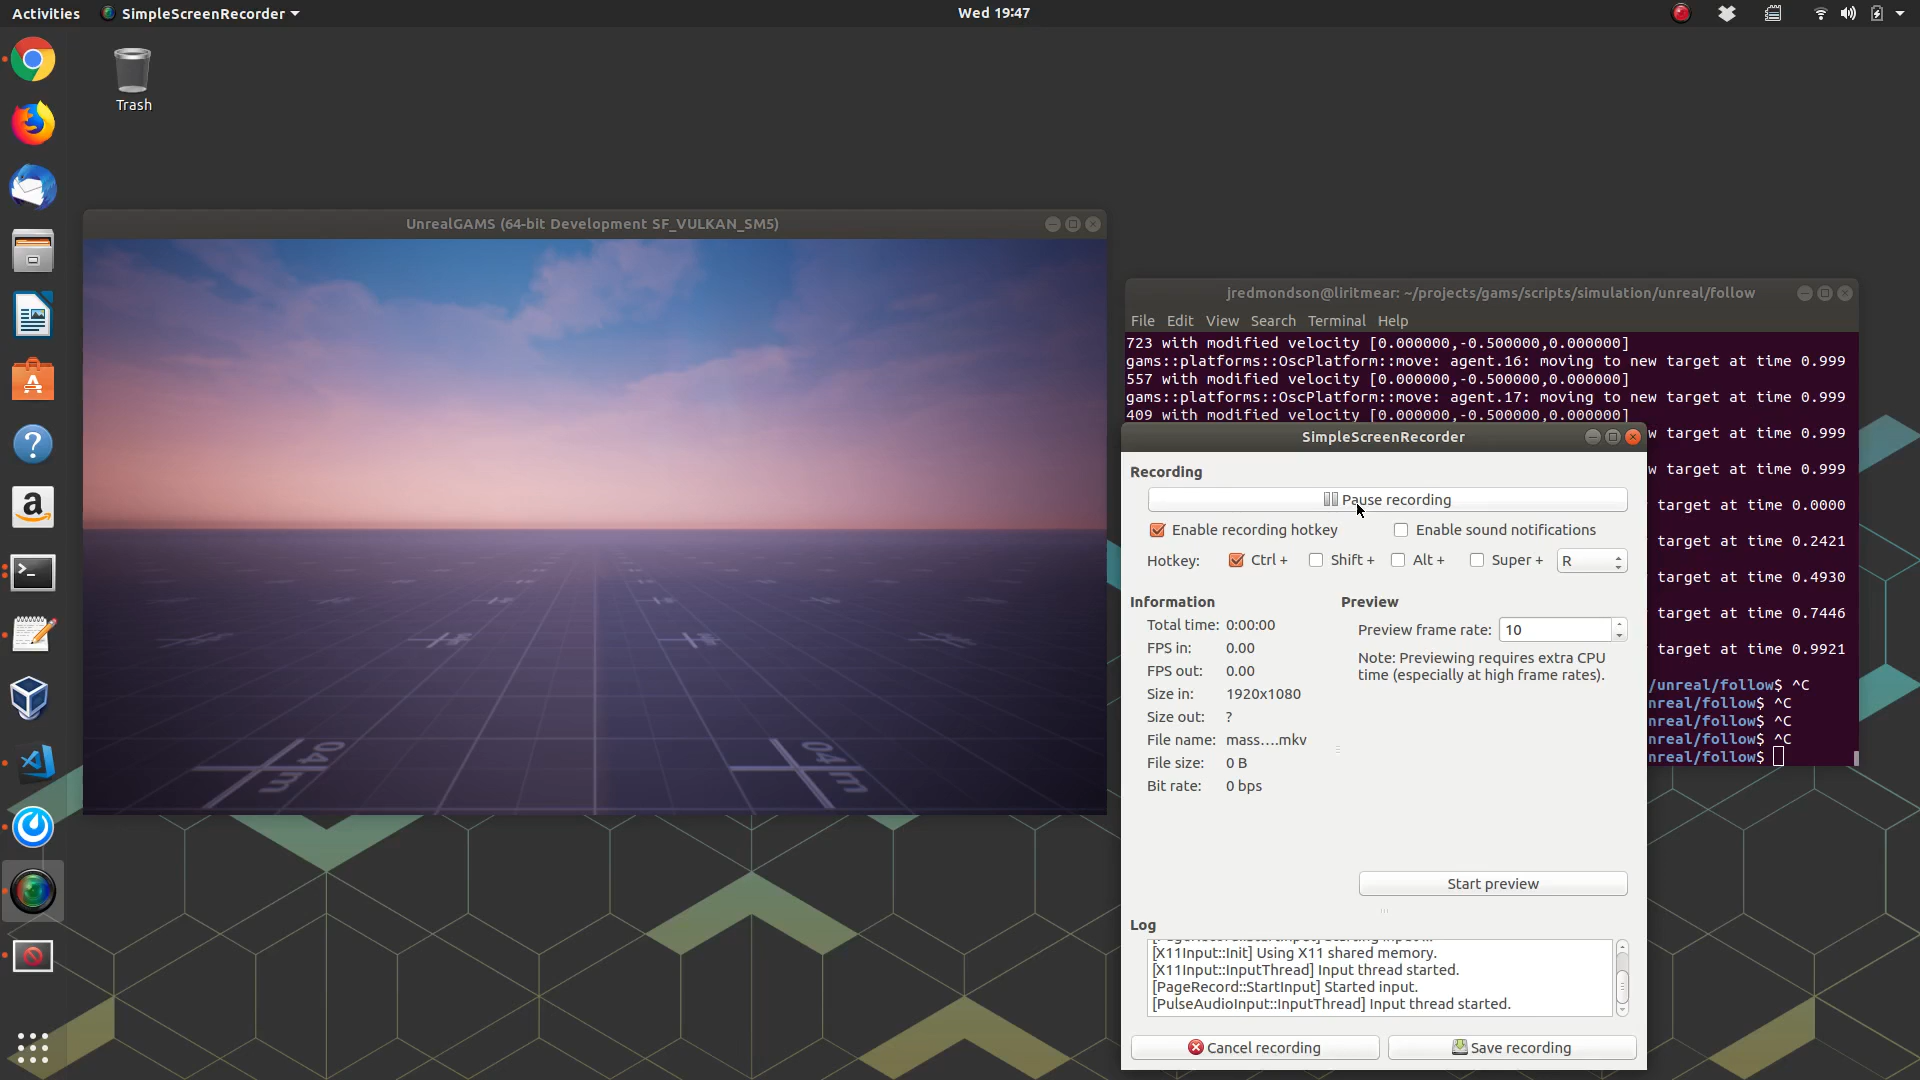 Activities
SimpleScreenRecorder
Wed 19:47
Trash
UnrealGAMS (64-bit Development SF_VULKAN_SM5)
04m
04m
jredmondson@liritmear: ~/projects/gams/scripts/simulation/unreal/follow
File Edit View Search Terminal Help
723 with modified velocity [0.000000,-0.500000,0.000000]
gams::platforms::OscPlatform::move: agent.16: moving to new target at time 0.999
557 with modified velocity [0.000000,-0.500000,0.000000]
gams::platforms::OscPlatform::move: agent.17: moving to new target at time 0.999
409 with modified velocity [0.000000,-0.500000,0.000000]
w target at time 0.999
w target at time 0.999
target at time 0.0000
target at time 0.2421
target at time 0.4930
target at time 0.7446
target at time 0.9921
/unreal/follow$ ^C
nreal/follow$ ^C
nreal/follow$ ^C
nreal/follow$ ^C
nreal/follow$
SimpleScreenRecorder
Recording
Pause recording
Enable recording hotkey
Enable sound notifications
Hotkey: Ctrl + Shift + Alt + Super + R
Information
Total time: 0:00:00
FPS in: 0.00
FPS out: 0.00
Size in: 1920x1080
Size out: ?
File name: mass....mkv
File size: 0 B
Bit rate: 0 bps
Preview
Preview frame rate: 10
Note: Previewing requires extra CPU
time (especially at high frame rates).
Start preview
Log
[PageRecord::StartInput] Starting input ...
[X11Input::Init] Using X11 shared memory.
[X11Input::InputThread] Input thread started.
[PageRecord::StartInput] Started input.
[PulseAudioInput::InputThread] Input thread started.
Cancel recording
Save recording